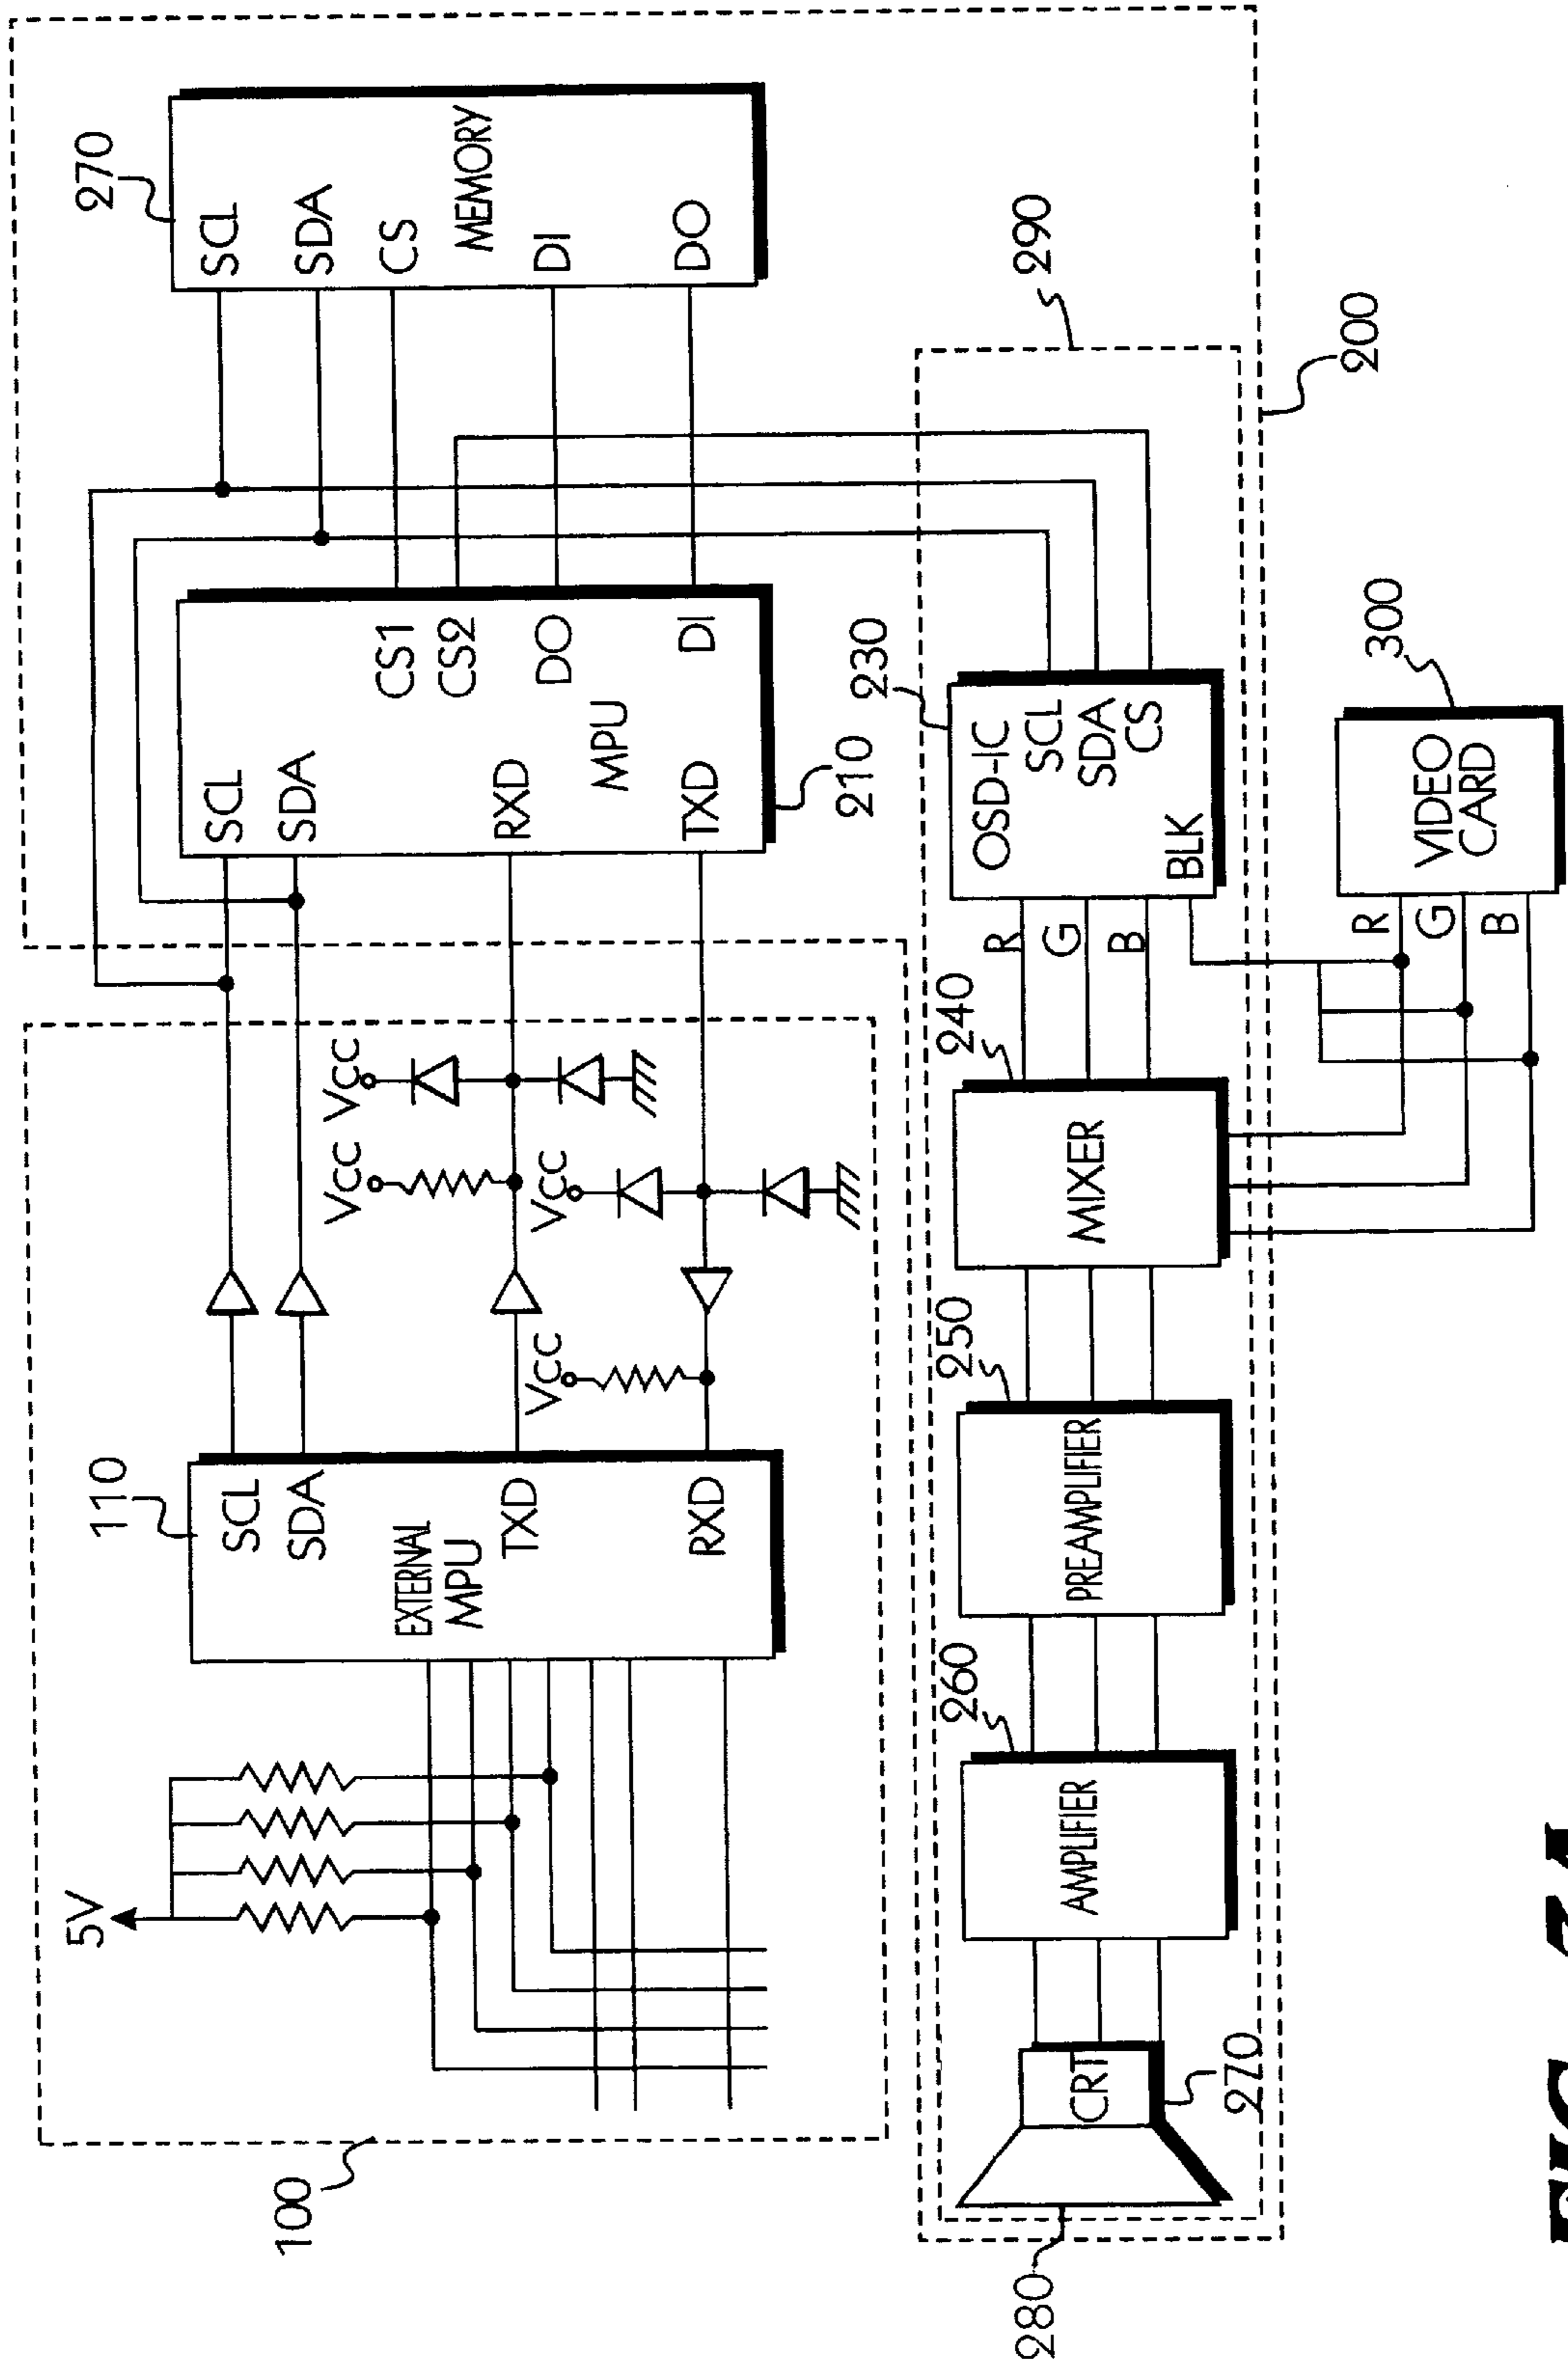 270
SCL
SDA
CS
MEMORY
DI
DO
SCL
SDA
CS1
CS2
RXD
DO
MPU
TXD
DI
210
VCC
VCC
VCC
VCC
110
SCL
SDA
EXTERNAL
MPU
TXD
RXD
5V
100
290
200
230
OSD-IC
SCL
SDA
CS
BLK
R
G
B
300
VIDEO
CARD
R
G
B
240
MIXER
250
PREAMPLIFIER
260
AMPLIFIER
CRT
270
280